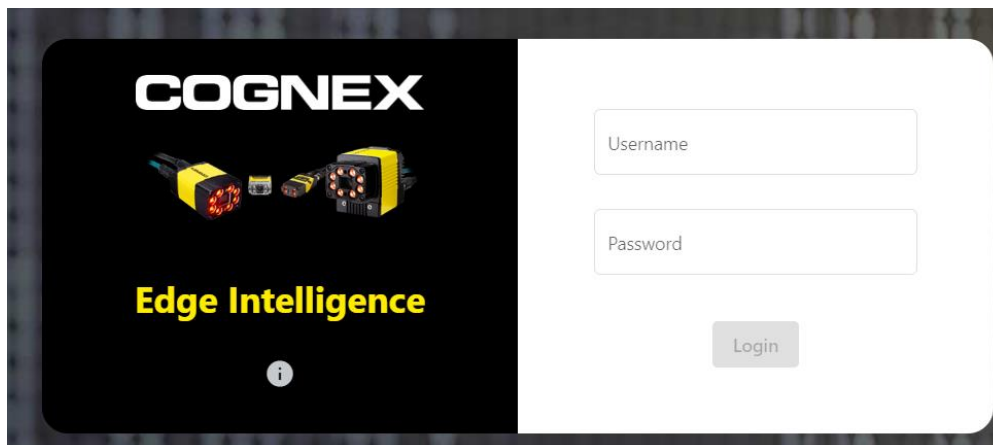 COGNEX
Edge Intelligence
i
Username
Password
Login